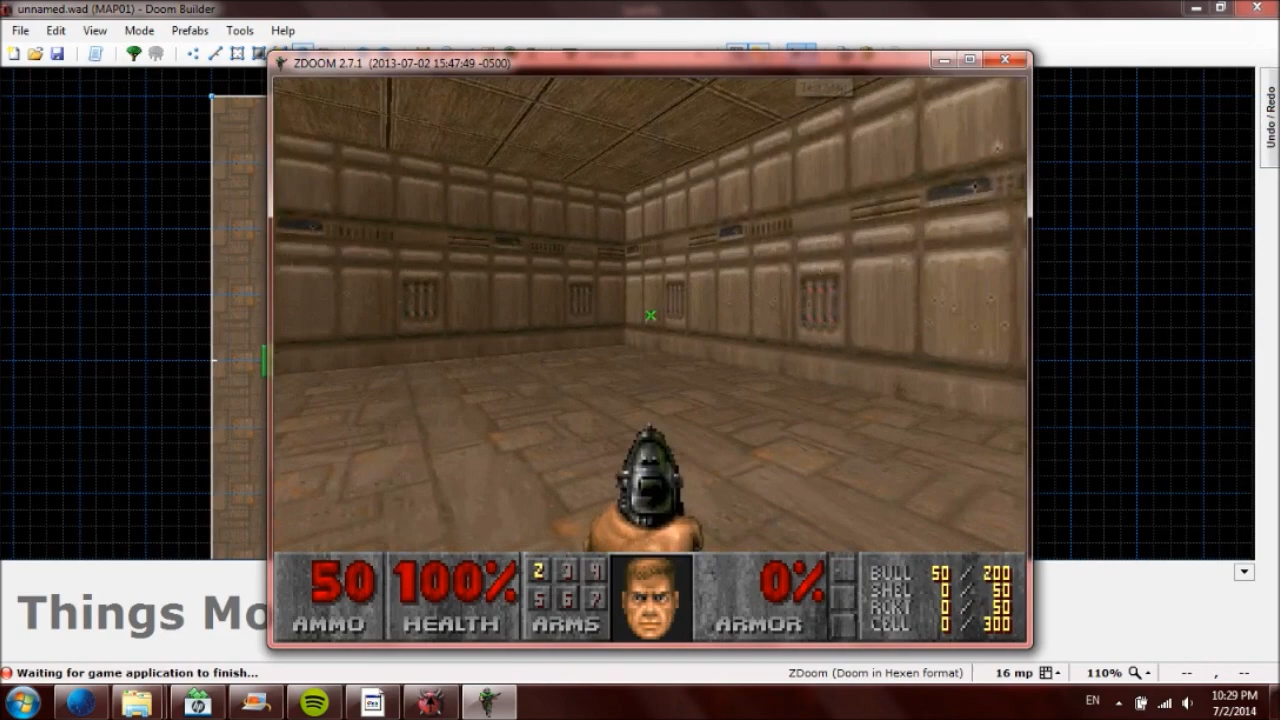 unnamed.wad (MAP01) - Doom Builder
File Edit View Mode Prefabs Tools Help
ZDOOM 2.7.1 (2013-07-02 15:47:49 -0500)
Test Map
Undo / Redo
50 100% 2 3 4 0% BULL 50 / 200
5 6 7 SHEL 0 / 50
RCKT 0 / 50
AMMO HEALTH ARMS ARMOR CELL 0 / 300
Things Mo
Waiting for game application to finish... ZDoom (Doom in Hexen format) 16 mp 110% -- , --
EN 10:29 PM
7/2/2014